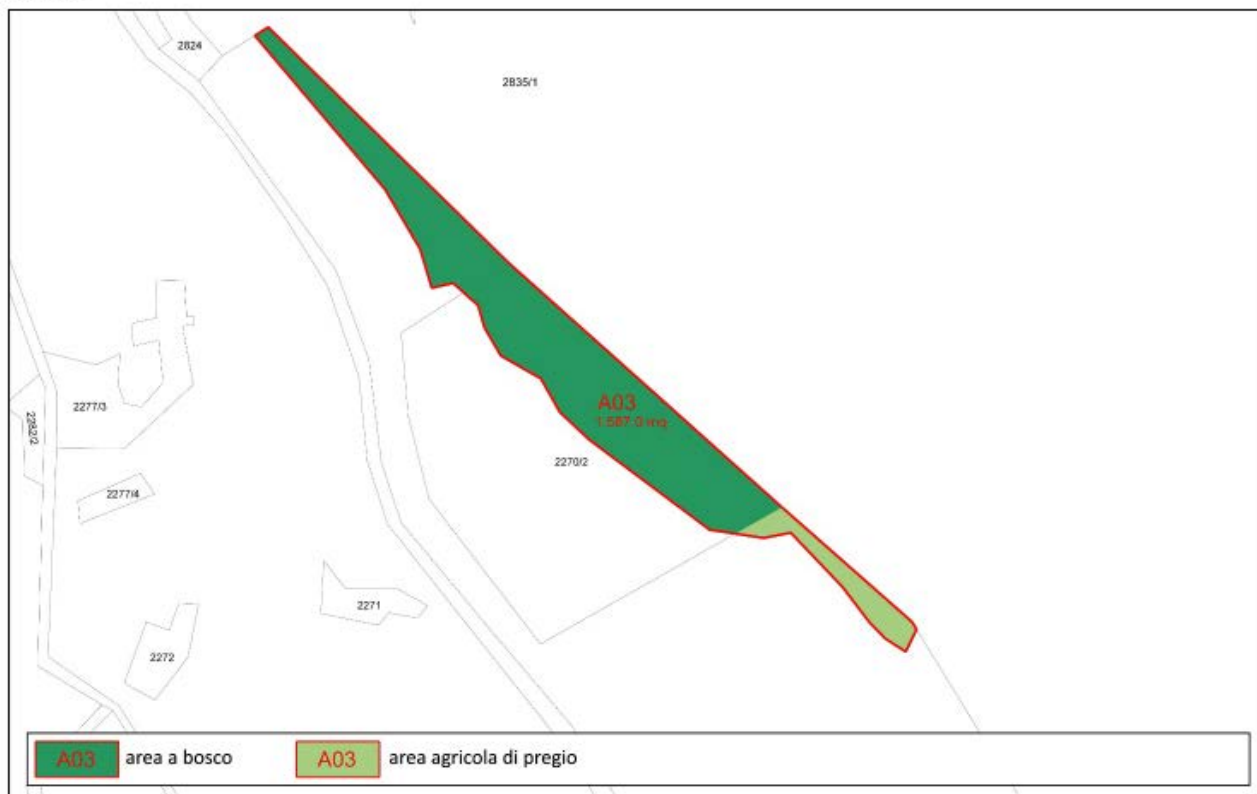 2824
2835/1
A03
1.587.0 mq
2277/3
2282/2
2270/2
2277/4
2271
2272
A03 area a bosco
A03 area agricola di pregio